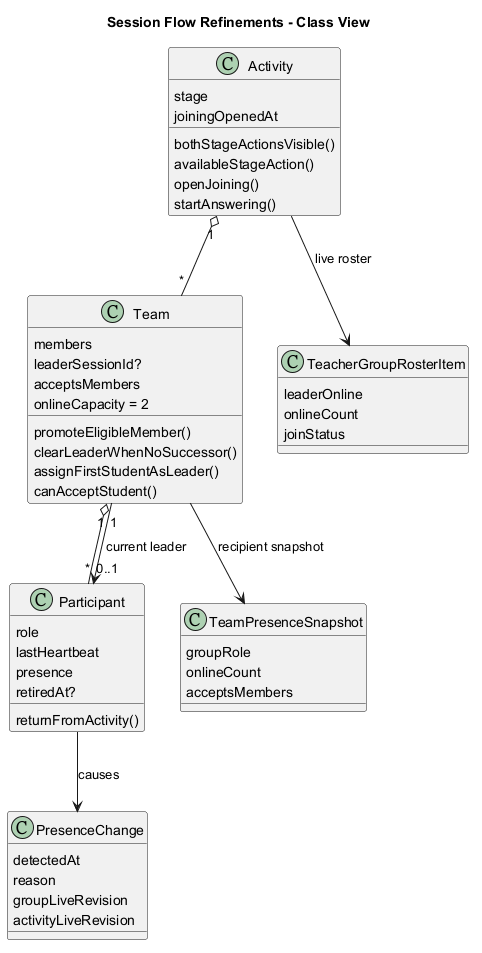 Session Flow Refinements - Class View
C Activity
stage
joiningOpenedAt
bothStageActionsVisible()
availableStageAction()
openJoining()
startAnswering()
1
live roster
*
C Team
members
leaderSessionId?
acceptsMembers
onlineCapacity = 2
promoteEligibleMember()
clearLeaderWhenNoSuccessor()
assignFirstStudentAsLeader()
canAcceptStudent()
C TeacherGroupRosterItem
leaderOnline
onlineCount
joinStatus
1 1
current leader
recipient snapshot
* 0..1
C Participant
role
lastHeartbeat
presence
retiredAt?
returnFromActivity()
C TeamPresenceSnapshot
groupRole
onlineCount
acceptsMembers
causes
C PresenceChange
detectedAt
reason
groupLiveRevision
activityLiveRevision